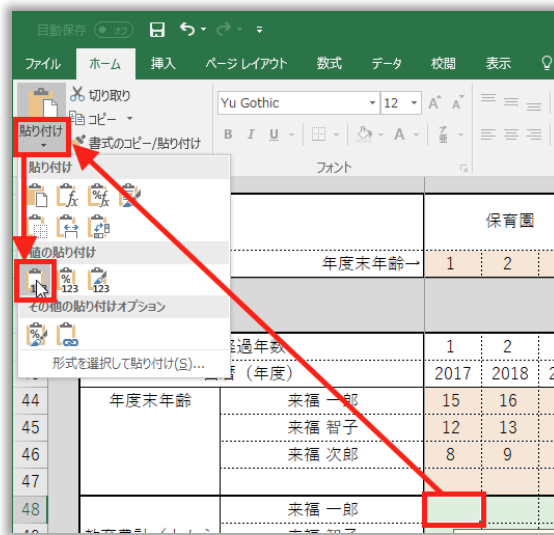 自動保存 オフ
ファイル ホーム 挿入 ページ レイアウト 数式 データ 校閲 表示
切り取り
コピー
貼り付け
書式のコピー/貼り付け
Yu Gothic 12 A A
B I U A
フォント
貼り付け
値の貼り付け
123 123 123
その他の貼り付けオプション
形式を選択して貼り付け(S)...
保育園
年度末年齢→ 1 2
経過年数 1 2
(年度) 2017 2018 2
44 年度末年齢 来福 一郎 15 16
45 来福 智子 12 13
46 来福 次郎 8 9
47
48 来福 一郎